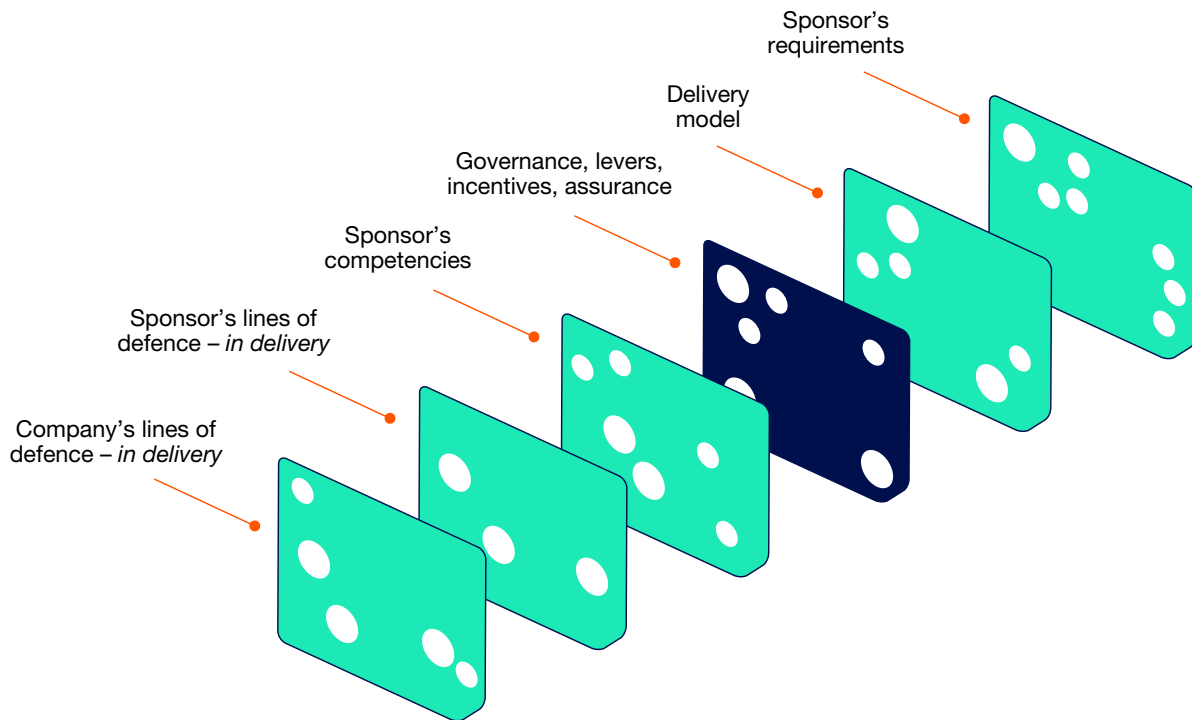 Sponsor's
requirements
Delivery
model
Governance, levers,
incentives, assurance
Sponsor's
competencies
Sponsor's lines of
defence – in delivery
Company's lines of
defence – in delivery